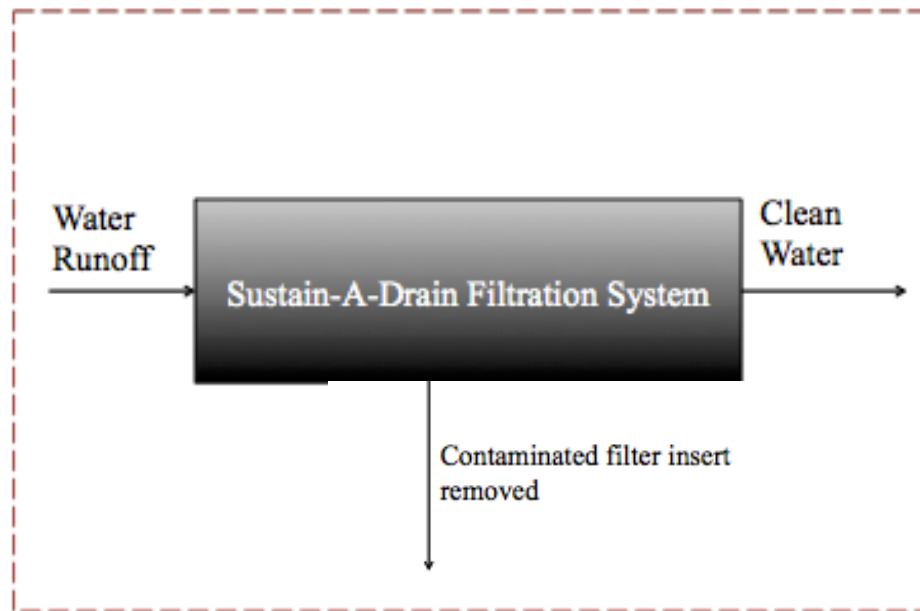 Water
Runoff
Sustain-A-Drain Filtration System
Clean
Water
Contaminated filter insert
removed